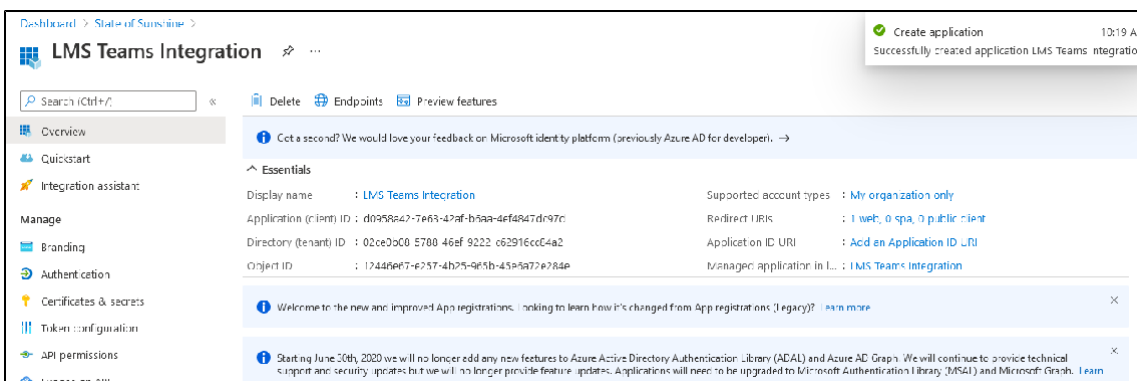 Dashboard > State of Sunshine >
LMS Teams Integration
Create application 10:19 A
Successfully created application LMS Teams Integratio
Search (Ctrl+/)
Delete Endpoints Preview features
Overview
Got a second? We would love your feedback on Microsoft identity platform (previously Azure AD for developer). →
Quickstart
Essentials
Integration assistant
Display name : LMS Teams Integration
Supported account types : My organization only
Manage
Application (client) ID :
Redirect URIs : 1 web, 0 spa, 0 public client
Branding
Directory (tenant) ID :
Application ID URI : Add an Application ID URI
Authentication
Object ID :
Managed application in l... : LMS Teams Integration
Certificates & secrets
Welcome to the new and improved App registrations. Looking to learn how it's changed from App registrations (Legacy)? Learn more
Token configuration
API permissions
Starting June 30th, 2020 we will no longer add any new features to Azure Active Directory Authentication Library (ADAL) and Azure AD Graph. We will continue to provide technical
support and security updates but we will no longer provide feature updates. Applications will need to be upgraded to Microsoft Authentication Library (MSAL) and Microsoft Graph. Learn